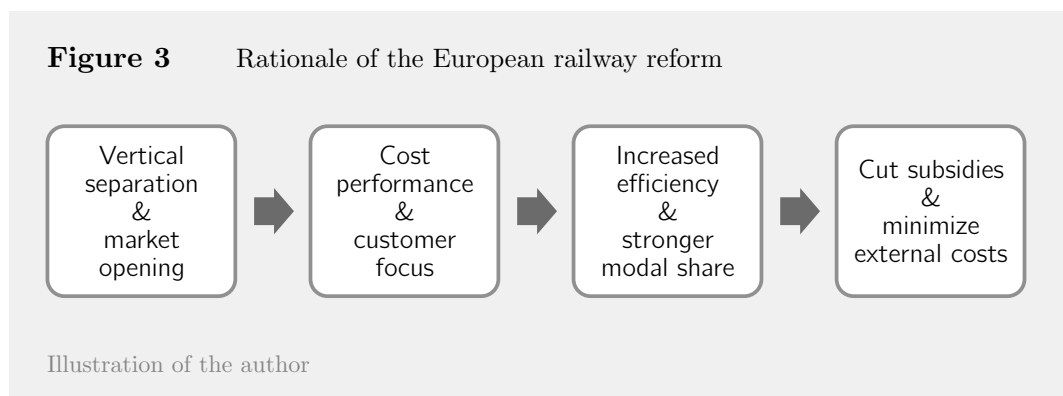 Figure 3 Rationale of the European railway reform
Vertical
separation
&
market
opening
Cost
performance
&
customer
focus
Increased
efficiency
&
stronger
modal share
Cut subsidies
&
minimize
external costs
Illustration of the author